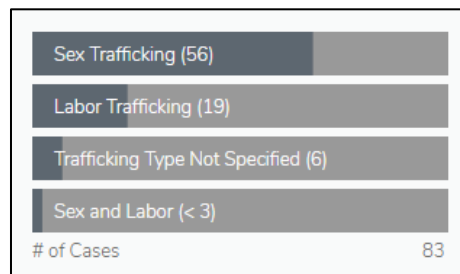 Sex Trafficking (56)
Labor Trafficking (19)
Trafficking Type Not Specified (6)
Sex and Labor (< 3)
# of Cases 83